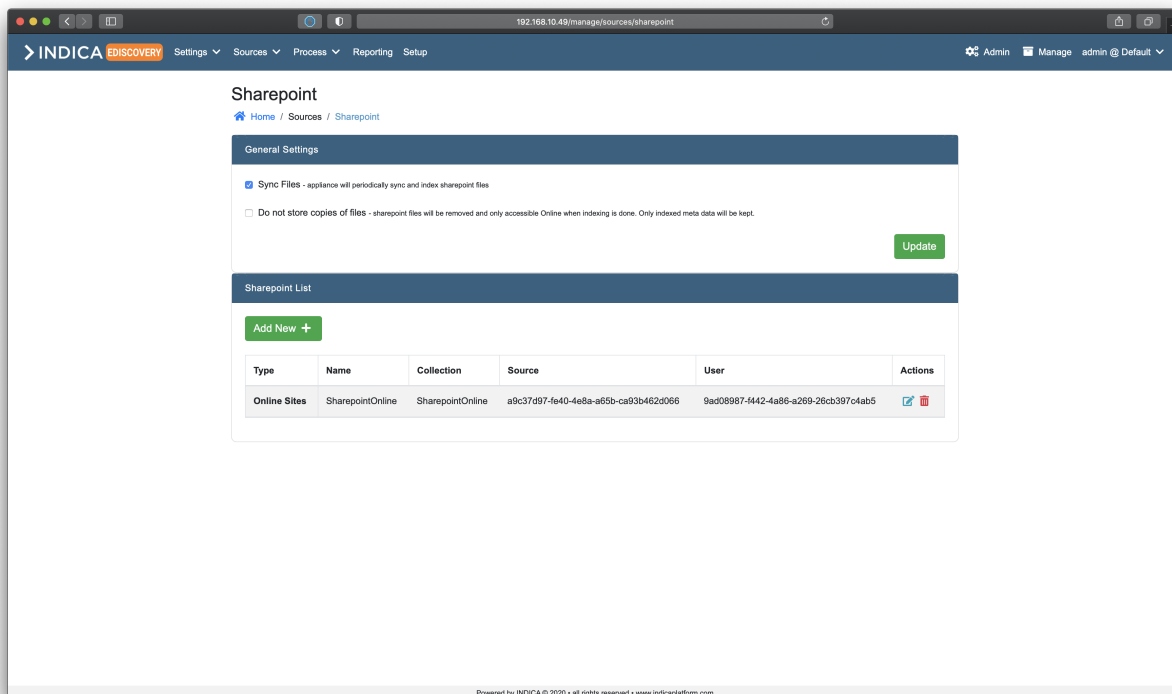 192.168.10.49/manage/sources/sharepoint
INDICA EDISCOVERY Settings Sources Process Reporting Setup Admin Manage admin @ Default
Sharepoint
Home / Sources / Sharepoint
General Settings
Sync Files - appliance will periodically sync and index sharepoint files
Do not store copies of files - sharepoint files will be removed and only accessible Online when indexing is done. Only indexed meta data will be kept.
Update
Sharepoint List
Add New +
Type Name Collection Source User Actions
Online Sites SharepointOnline SharepointOnline a9c37d97-fe40-4e8a-a65b-ca93b462d066 9ad08987-f442-4a86-a269-26cb397c4ab5
Powered by INDICA © 2020 • all rights reserved • www.indicaplatform.com